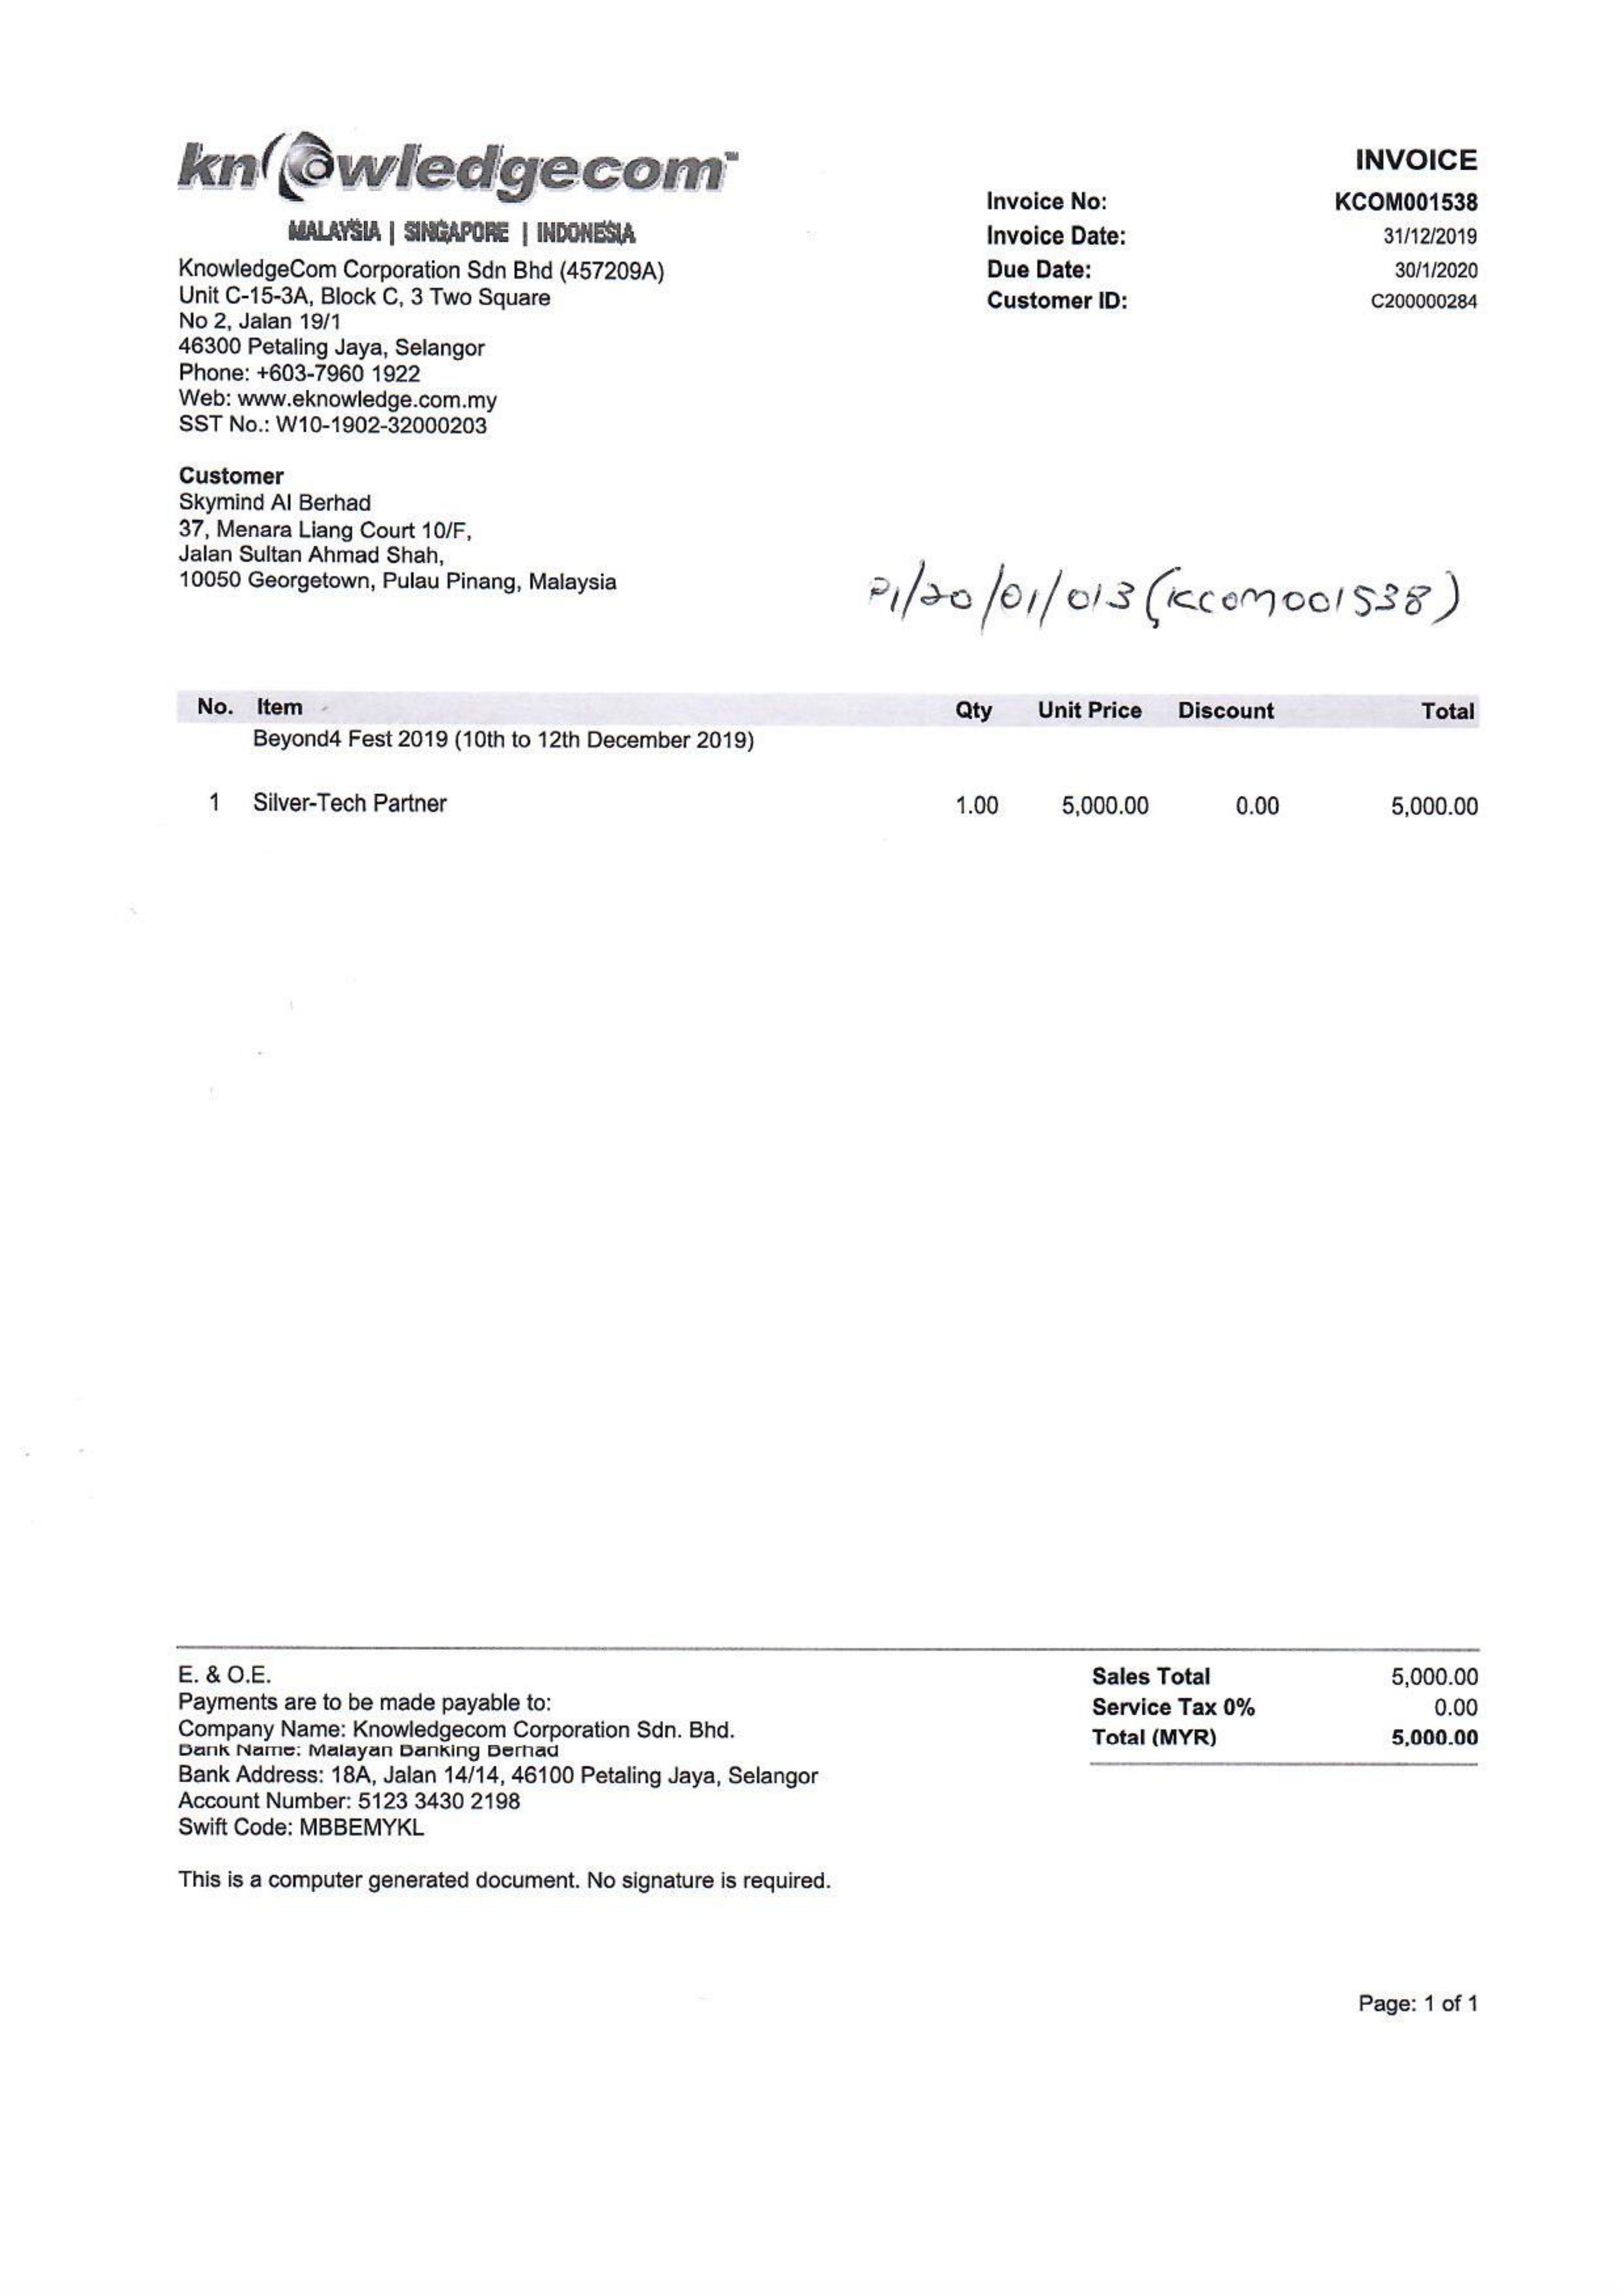 knowledgecom™
MALAYSIA | SINGAPORE | INDONESIA
KnowledgeCom Corporation Sdn Bhd (457209A)
Unit C-15-3A, Block C, 3 Two Square
No 2, Jalan 19/1
46300 Petaling Jaya, Selangor
Phone: +603-7960 1922
Web: www.eknowledge.com.my
SST No.: W10-1902-32000203
INVOICE
Invoice No: KCOM001538
Invoice Date: 31/12/2019
Due Date: 30/1/2020
Customer ID: C200000284
Customer
Skymind AI Berhad
37, Menara Liang Court 10/F,
Jalan Sultan Ahmad Shah,
10050 Georgetown, Pulau Pinang, Malaysia
PI/20/01/013 (KCOM001538)
No. Item Qty Unit Price Discount Total
Beyond4 Fest 2019 (10th to 12th December 2019)
1 Silver-Tech Partner 1.00 5,000.00 0.00 5,000.00
E. & O.E.
Payments are to be made payable to:
Company Name: Knowledgecom Corporation Sdn. Bhd.
Bank Name: Malayan Banking Berhad
Bank Address: 18A, Jalan 14/14, 46100 Petaling Jaya, Selangor
Account Number: 5123 3430 2198
Swift Code: MBBEMYKL
Sales Total 5,000.00
Service Tax 0% 0.00
Total (MYR) 5,000.00
This is a computer generated document. No signature is required.
Page: 1 of 1